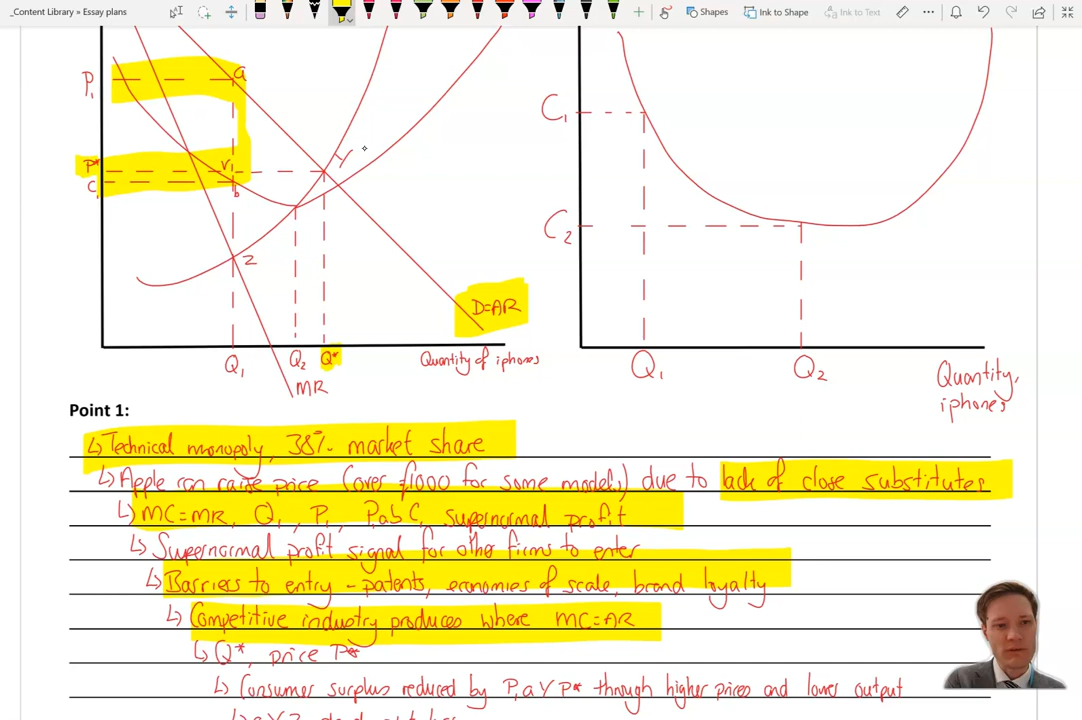 _Content Library » Essay plans
Shapes
Ink to Shape
Ink to Text
P1
a
P*
V1
Y
C1
b
Z
D=AR
Q1
Q2
Q*
Quantity of iphones
MR
C1
C2
Q1
Q2
Quantity,
iphones
Point 1:
↳ Technical monopoly, 38% market share
↳ Apple can raise price (over £1000 for some models) due to lack of close substitutes
↳ MC=MR, Q1, P1, P1abC1 supernormal profit
↳ Supernormal profit signal for other firms to enter
↳ Barriers to entry - patents, economies of scale, brand loyalty
↳ Competitive industry produces where MC=AR
↳ Q*, price P*
↳ Consumer surplus reduced by P1aYP* through higher prices and lower output